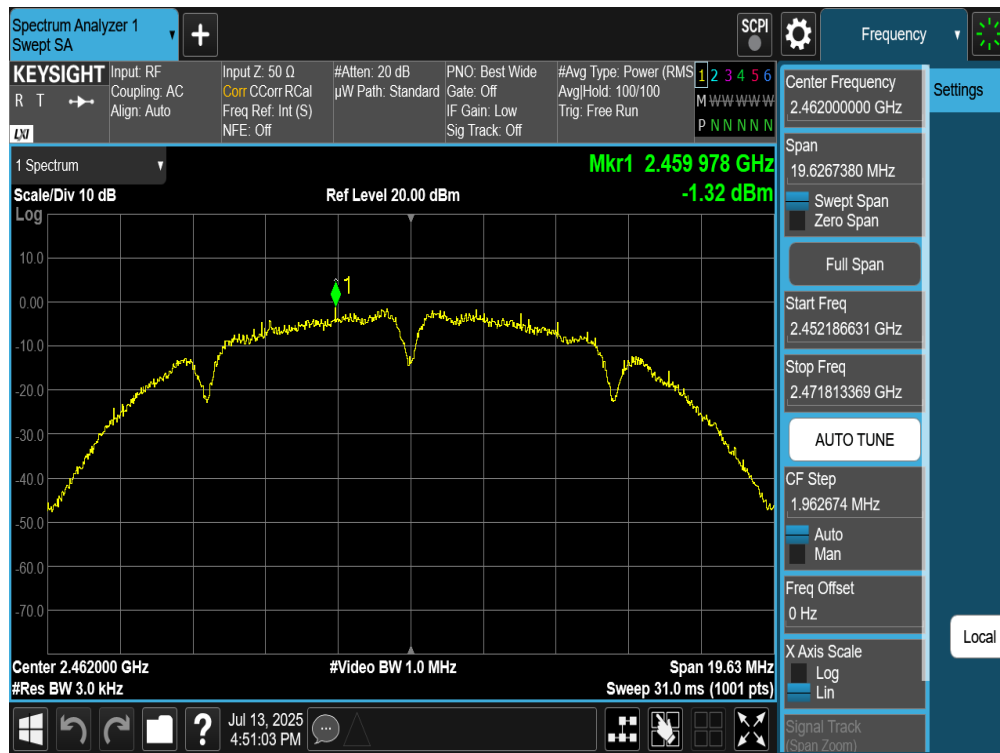 Spectrum Analyzer 1
Swept SA
+
SCPI
Frequency
KEYSIGHT
R T
LXI
Input: RF
Coupling: AC
Align: Auto
Input Z: 50 Ω
Corr CCorr RCal
Freq Ref: Int (S)
NFE: Off
#Atten: 20 dB
µW Path: Standard
PNO: Best Wide
Gate: Off
IF Gain: Low
Sig Track: Off
#Avg Type: Power (RMS
Avg|Hold: 100/100
Trig: Free Run
1 2 3 4 5 6
M W W W W W
P N N N N N
1 Spectrum
Scale/Div 10 dB
Ref Level 20.00 dBm
Mkr1 2.459 978 GHz
-1.32 dBm
Log
10.0
0.00
-10.0
-20.0
-30.0
-40.0
-50.0
-60.0
-70.0
1
Center 2.462000 GHz
#Res BW 3.0 kHz
#Video BW 1.0 MHz
Span 19.63 MHz
Sweep 31.0 ms (1001 pts)
Center Frequency
2.462000000 GHz
Span
19.6267380 MHz
Swept Span
Zero Span
Full Span
Start Freq
2.452186631 GHz
Stop Freq
2.471813369 GHz
AUTO TUNE
CF Step
1.962674 MHz
Auto
Man
Freq Offset
0 Hz
X Axis Scale
Log
Lin
Signal Track
(Span Zoom)
Settings
Local
?
Jul 13, 2025
4:51:03 PM